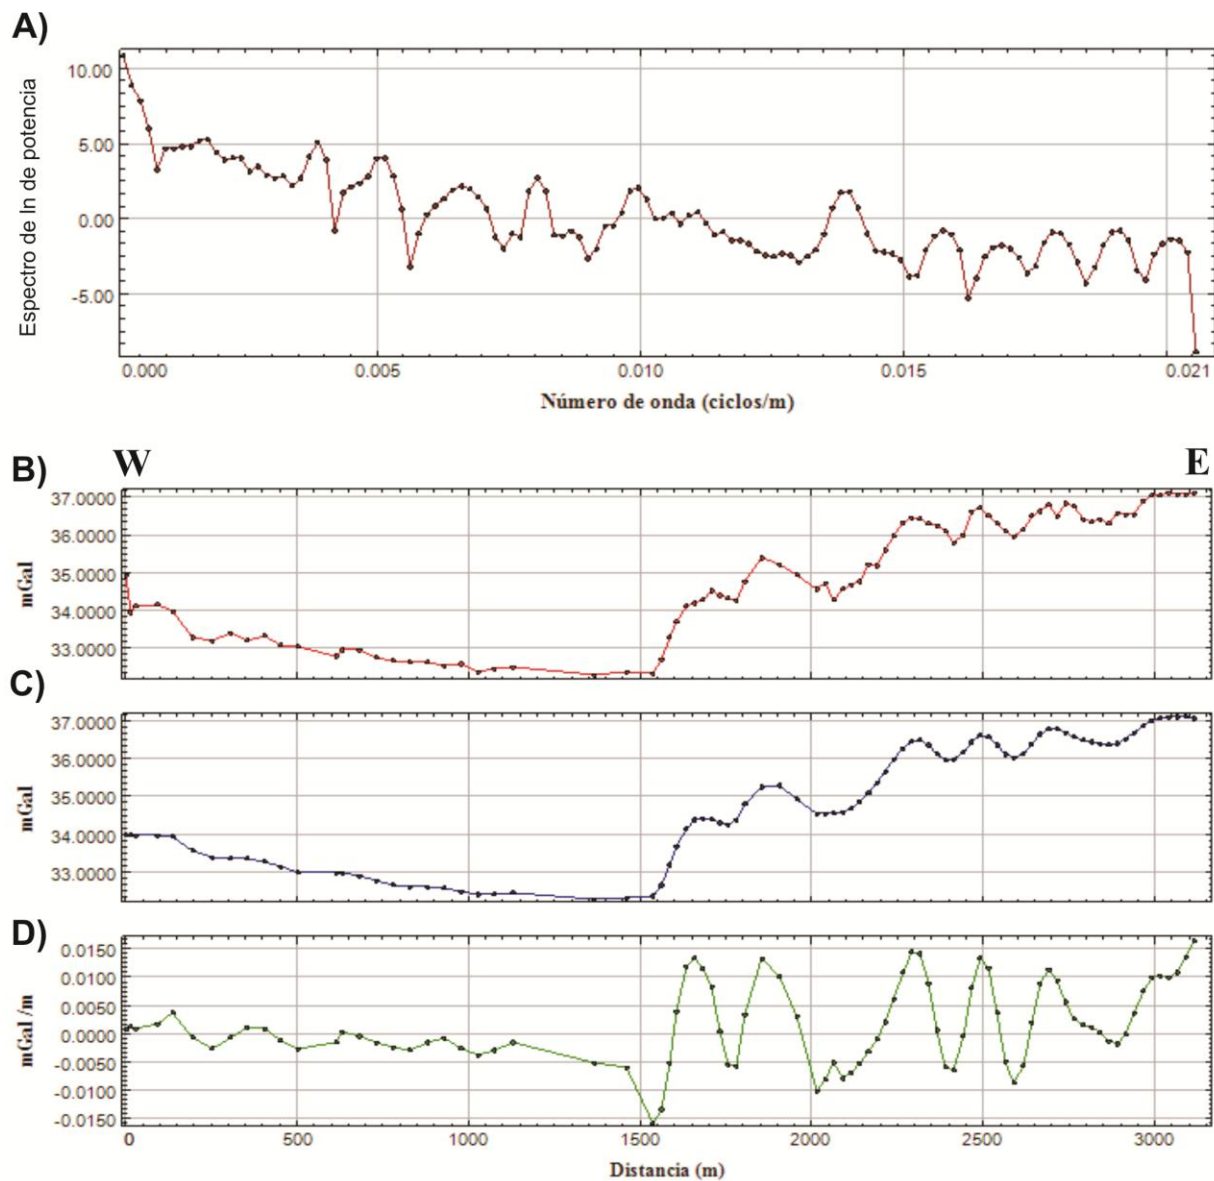 A)
Espectro de ln de potencia
10.00
5.00
0.00
-5.00
0.000 0.005 0.010 0.015 0.021
Número de onda (ciclos/m)
B) W E
mGal
37.0000
36.0000
35.0000
34.0000
33.0000
C)
mGal
37.0000
36.0000
35.0000
34.0000
33.0000
D)
mGal /m
0.0150
0.0100
0.0050
0.0000
-0.0050
-0.0100
-0.0150
0 500 1000 1500 2000 2500 3000
Distancia (m)